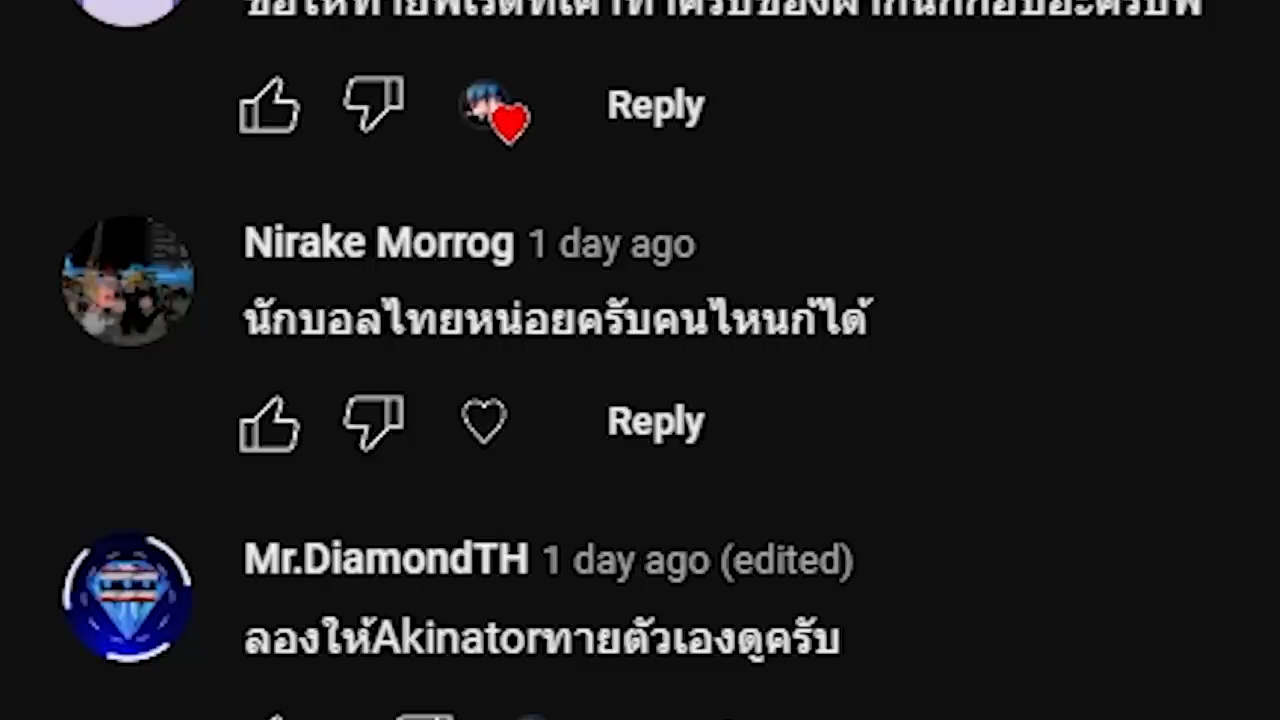 Reply
Nirake Morrog 1 day ago
นักบอลไทยหน่อยครับคนไหนก็ได้
Reply
Mr.DiamondTH 1 day ago (edited)
ลองให้Akinatorทายตัวเองดูครับ